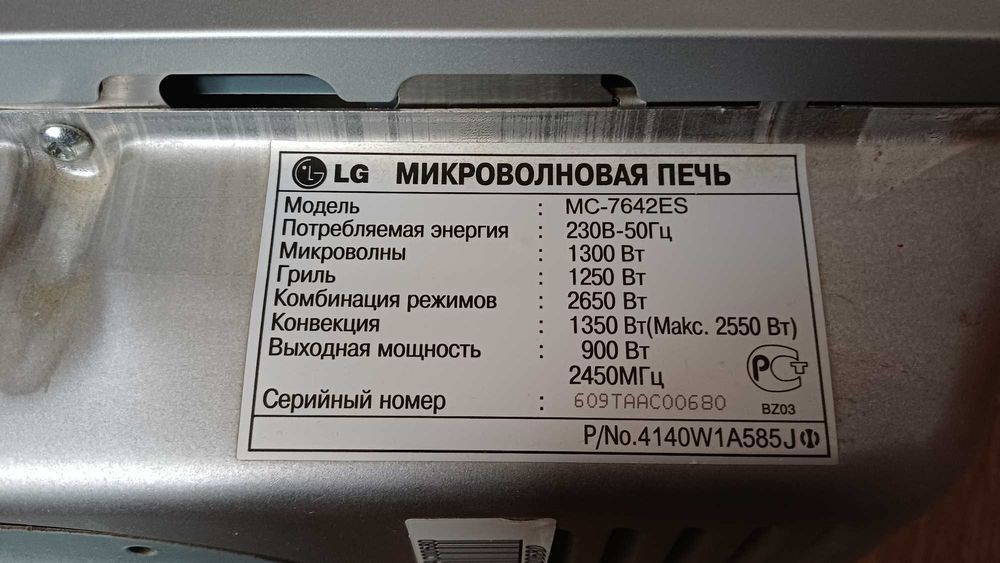 LG МИКРОВОЛНОВАЯ ПЕЧЬ
Модель : MC-7642ES
Потребляемая энергия : 230В-50Гц
Микроволны : 1300 Вт
Гриль : 1250 Вт
Комбинация режимов : 2650 Вт
Конвекция : 1350 Вт(Макс. 2550 Вт)
Выходная мощность : 900 Вт
2450МГц
Серийный номер : 609TAAC00680
РСТ
BZ03
P/No.4140W1A585J